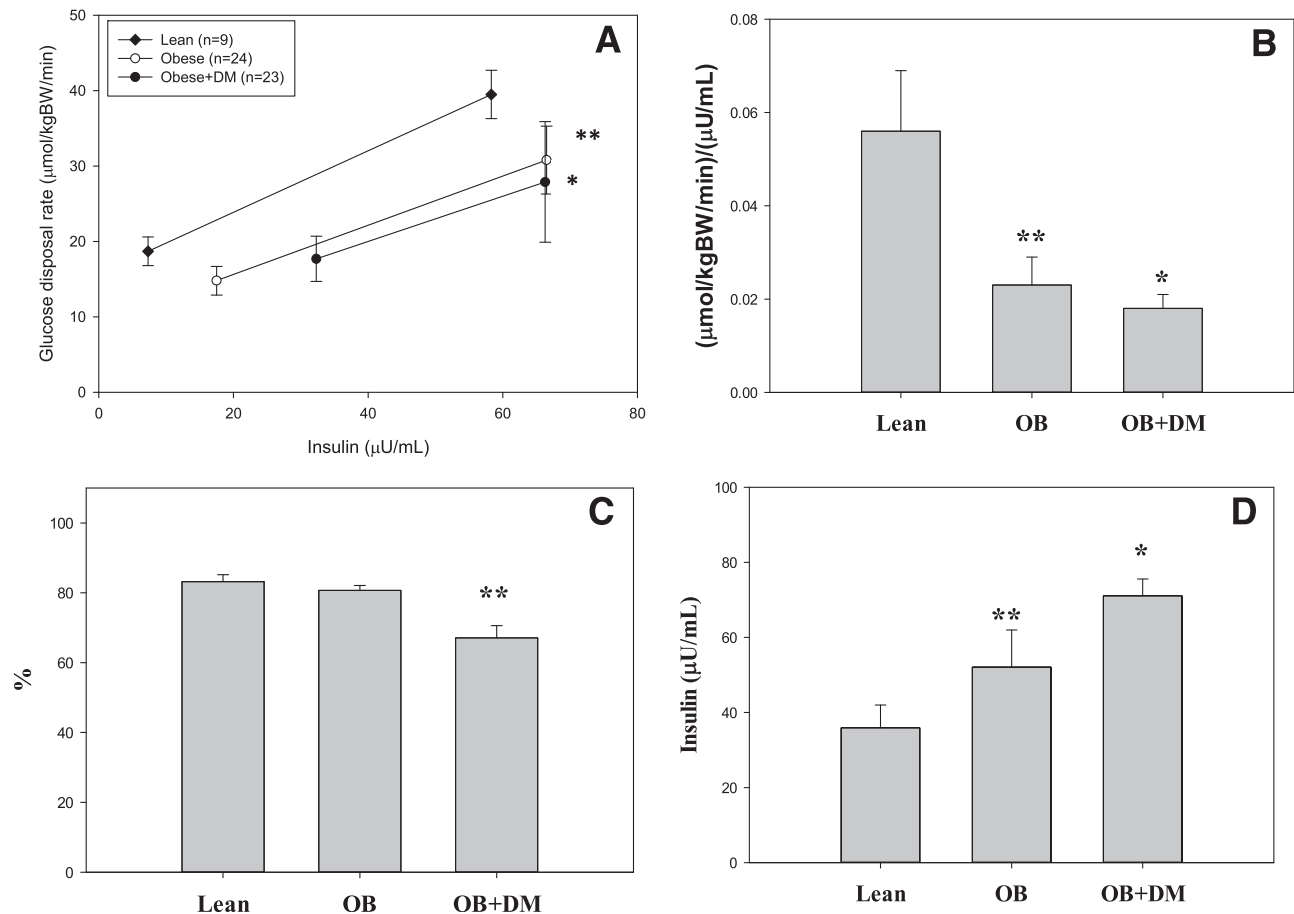 A
Lean (n=9)
Obese (n=24)
Obese+DM (n=23)
50
40
30
20
10
0
**
*
0 20 40 60 80
Glucose disposal rate (μmol/kgBW/min)
Insulin (μU/mL)
B
0.08
0.06
0.04
0.02
0.00
**
*
(μmol/kgBW/min)/(μU/mL)
Lean OB OB+DM
C
100
80
60
40
20
0
**
%
Lean OB OB+DM
D
100
80
60
40
20
0
*
**
Insulin (μU/mL)
Lean OB OB+DM